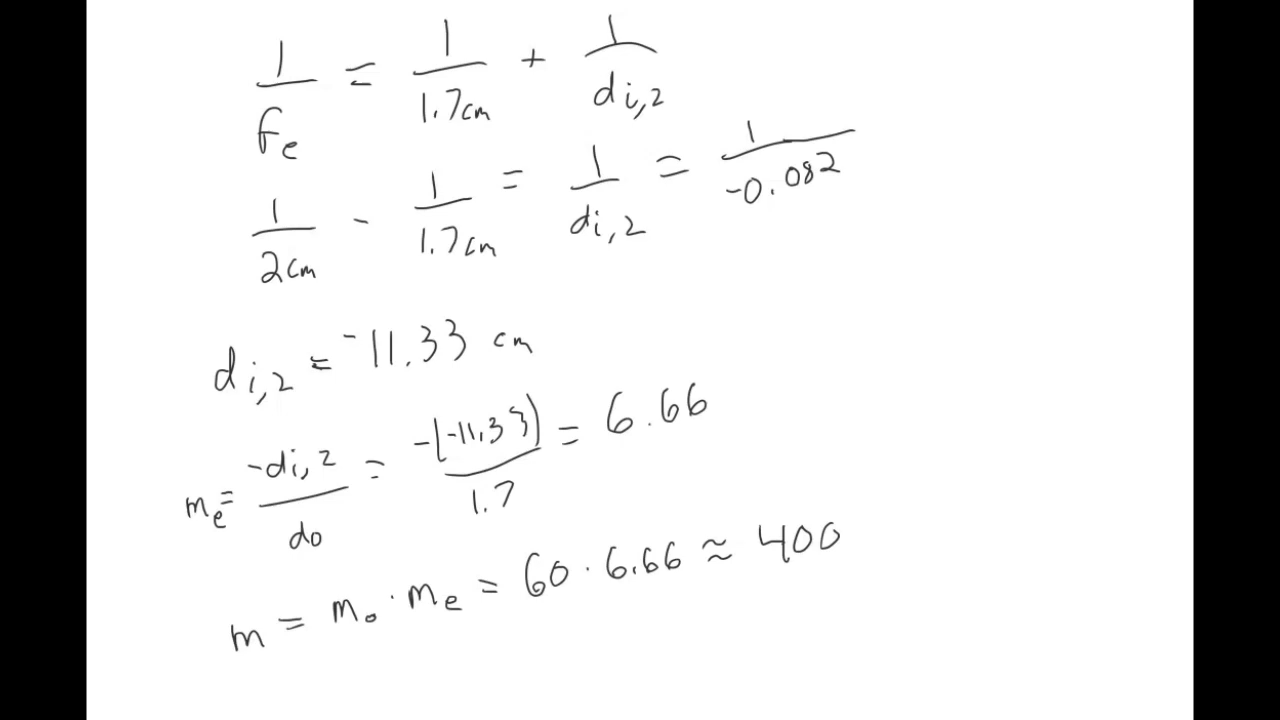 1/fe = 1/1.7cm + 1/di,2
1/2cm - 1/1.7cm = 1/di,2 = 1/-0.082
di,2 = -11.33 cm
me = -di,2/do = -(-11.33)/1.7 = 6.66
m = mo · me = 60 · 6.66 ≈ 400